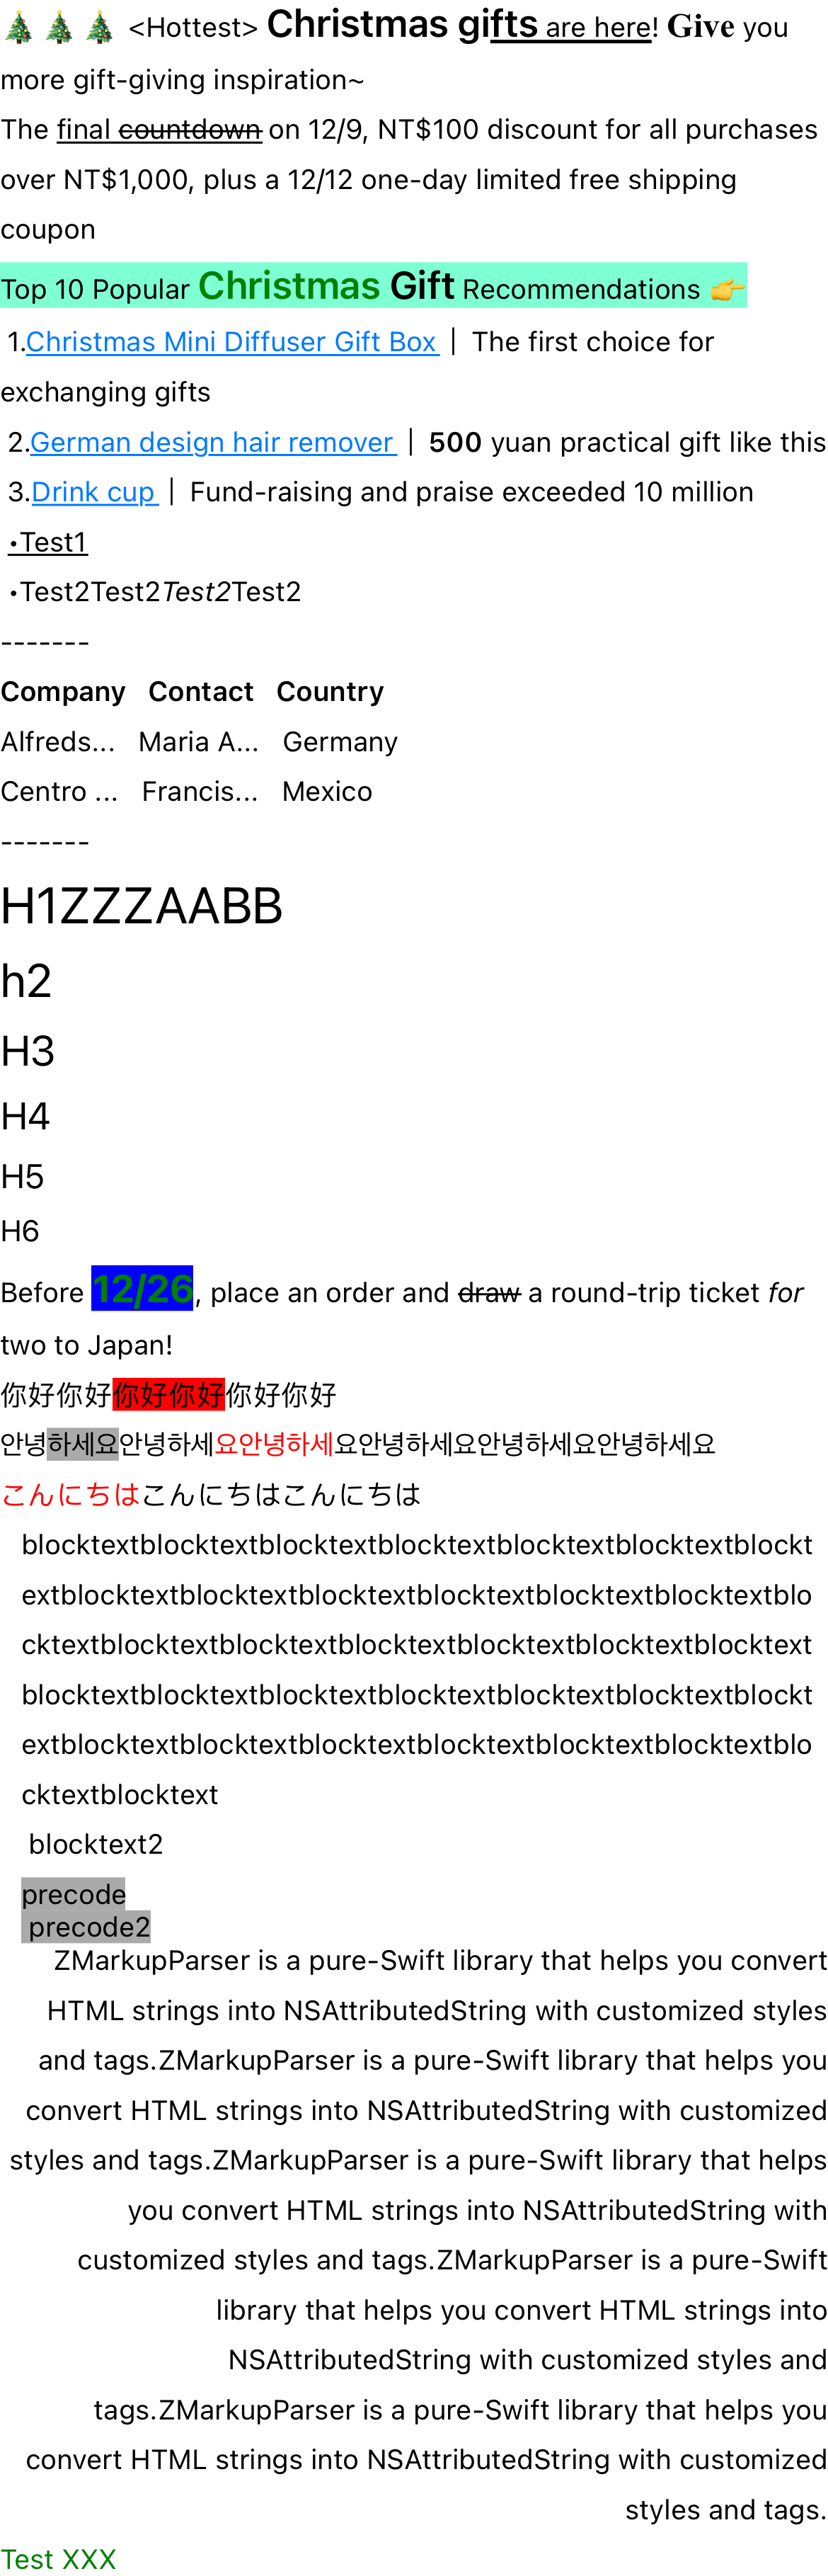 🎄🎄🎄 <Hottest> Christmas gifts are here! Give you
more gift-giving inspiration~
The final countdown on 12/9, NT$100 discount for all purchases
over NT$1,000, plus a 12/12 one-day limited free shipping
coupon
Top 10 Popular Christmas Gift Recommendations 👉
1.Christmas Mini Diffuser Gift Box | The first choice for
exchanging gifts
2.German design hair remover | 500 yuan practical gift like this
3.Drink cup | Fund-raising and praise exceeded 10 million
•Test1
•Test2Test2Test2Test2
-------
Company Contact Country
Alfreds... Maria A... Germany
Centro ... Francis... Mexico
-------
H1ZZZAABB
h2
H3
H4
H5
H6
Before 12/26, place an order and draw a round-trip ticket for
two to Japan!
你好你好你好你好你好你好
안녕하세요안녕하세요안녕하세요안녕하세요안녕하세요안녕하세요
こんにちはこんにちはこんにちは
blocktextblocktextblocktextblocktextblocktextblocktextblockt
extblocktextblocktextblocktextblocktextblocktextblocktextblo
cktextblocktextblocktextblocktextblocktextblocktextblocktext
blocktextblocktextblocktextblocktextblocktextblocktextblockt
extblocktextblocktextblocktextblocktextblocktextblocktextblo
cktextblocktext
blocktext2
precode
precode2
ZMarkupParser is a pure-Swift library that helps you convert
HTML strings into NSAttributedString with customized styles
and tags.ZMarkupParser is a pure-Swift library that helps you
convert HTML strings into NSAttributedString with customized
styles and tags.ZMarkupParser is a pure-Swift library that helps
you convert HTML strings into NSAttributedString with
customized styles and tags.ZMarkupParser is a pure-Swift
library that helps you convert HTML strings into
NSAttributedString with customized styles and
tags.ZMarkupParser is a pure-Swift library that helps you
convert HTML strings into NSAttributedString with customized
styles and tags.
Test XXX